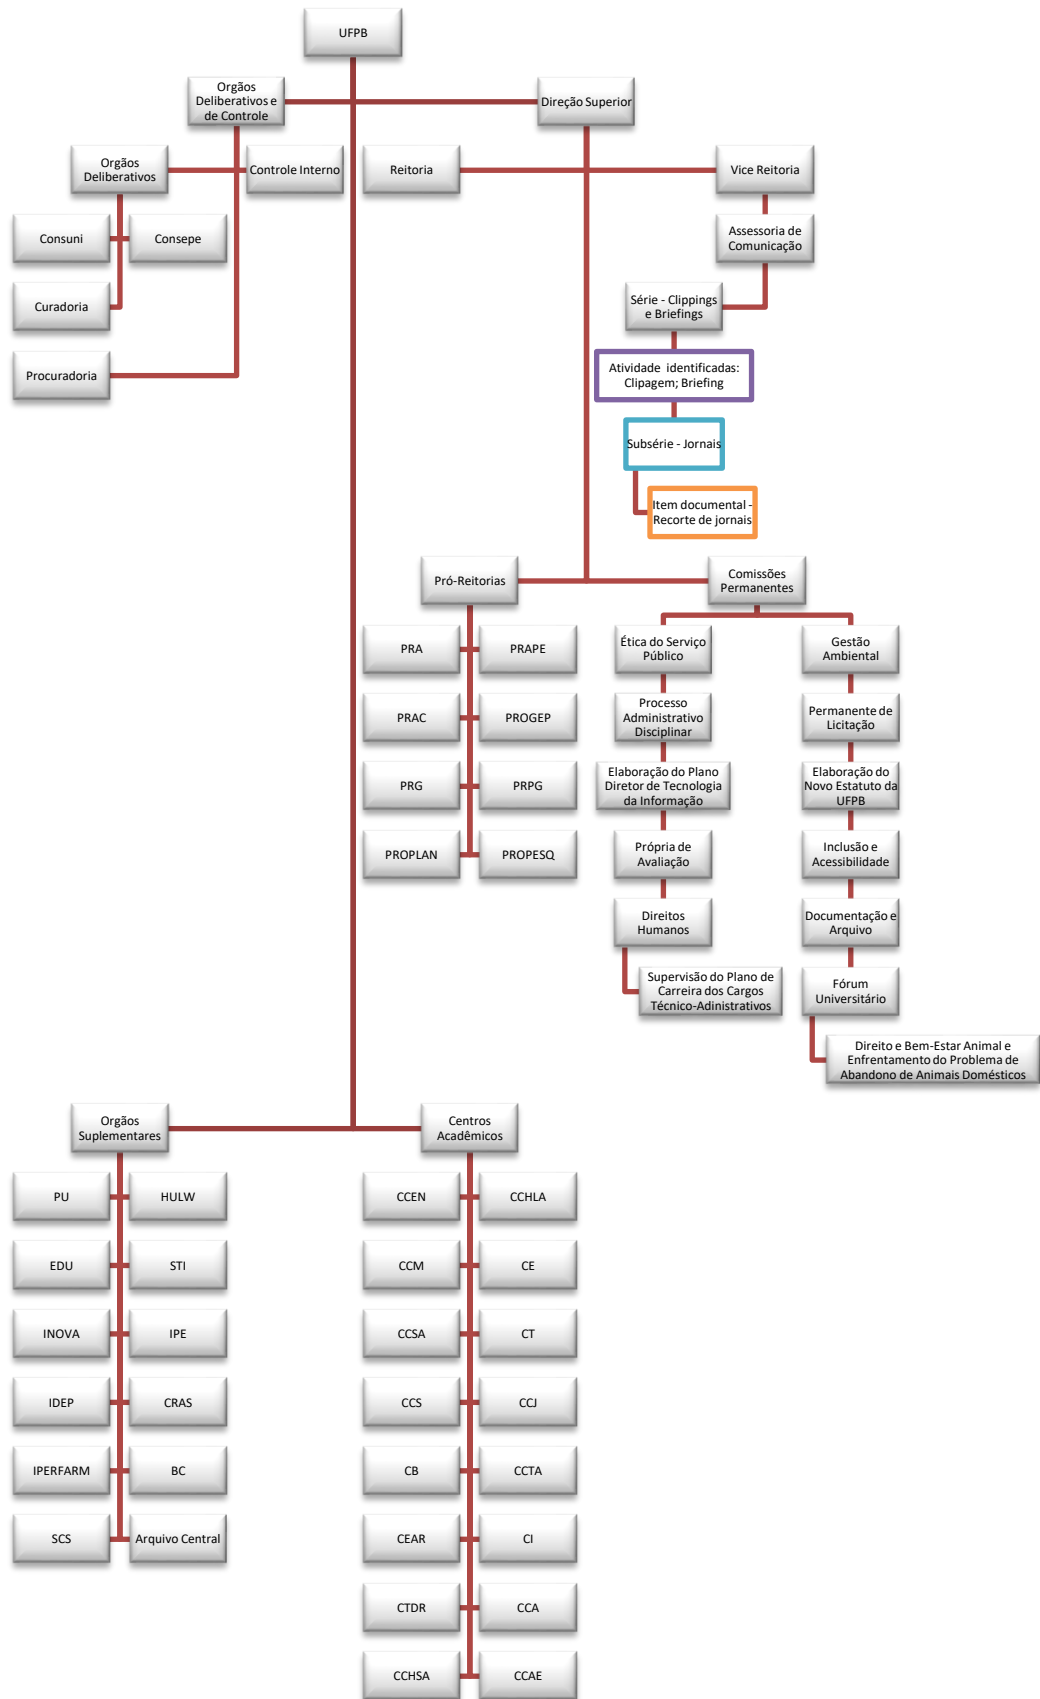 UFPB
Orgãos
Deliberativos e
de Controle
Direção Superior
Orgãos
Deliberativos
Controle Interno
Reitoria
Vice Reitoria
Consuni
Consepe
Assessoria de
Comunicação
Curadoria
Série - Clippings
e Briefings
Procuradoria
Atividade identificadas:
Clipagem; Briefing
Subsérie - Jornais
Item documental -
Recorte de jornais
Pró-Reitorias
Comissões
Permanentes
PRA
PRAPE
Ética do Serviço
Público
Gestão
Ambiental
PRAC
PROGEP
Processo
Administrativo
Disciplinar
Permanente de
Licitação
PRG
PRPG
Elaboração do Plano
Diretor de Tecnologia
da Informação
Elaboração do
Novo Estatuto da
UFPB
PROPLAN
PROPESQ
Própria de
Avaliação
Inclusão e
Acessibilidade
Direitos
Humanos
Documentação e
Arquivo
Supervisão do Plano de
Carreira dos Cargos
Técnico-Adinistrativos
Fórum
Universitário
Direito e Bem-Estar Animal e
Enfrentamento do Problema de
Abandono de Animais Domésticos
Orgãos
Suplementares
Centros
Acadêmicos
PU
HULW
CCEN
CCHLA
EDU
STI
CCM
CE
INOVA
IPE
CCSA
CT
IDEP
CRAS
CCS
CCJ
IPERFARM
BC
CB
CCTA
SCS
Arquivo Central
CEAR
CI
CTDR
CCA
CCHSA
CCAE